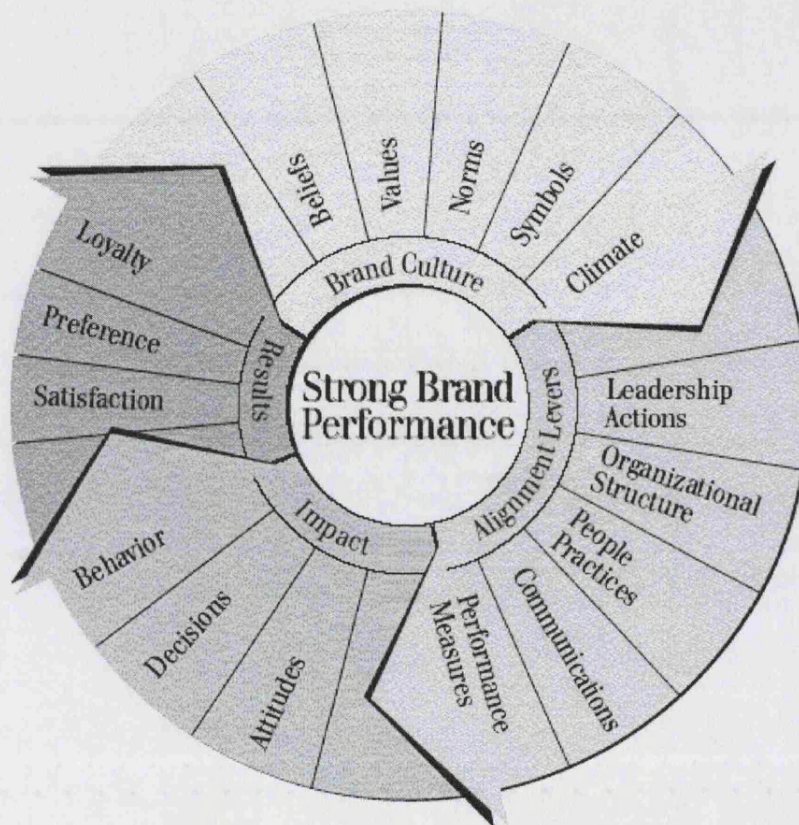 Strong Brand
Performance
Brand Culture
Beliefs
Values
Norms
Symbols
Climate
Alignment Levers
Leadership
Actions
Organizational
Structure
People
Practices
Communications
Performance
Measures
Impact
Attitudes
Decisions
Behavior
Results
Satisfaction
Preference
Loyalty